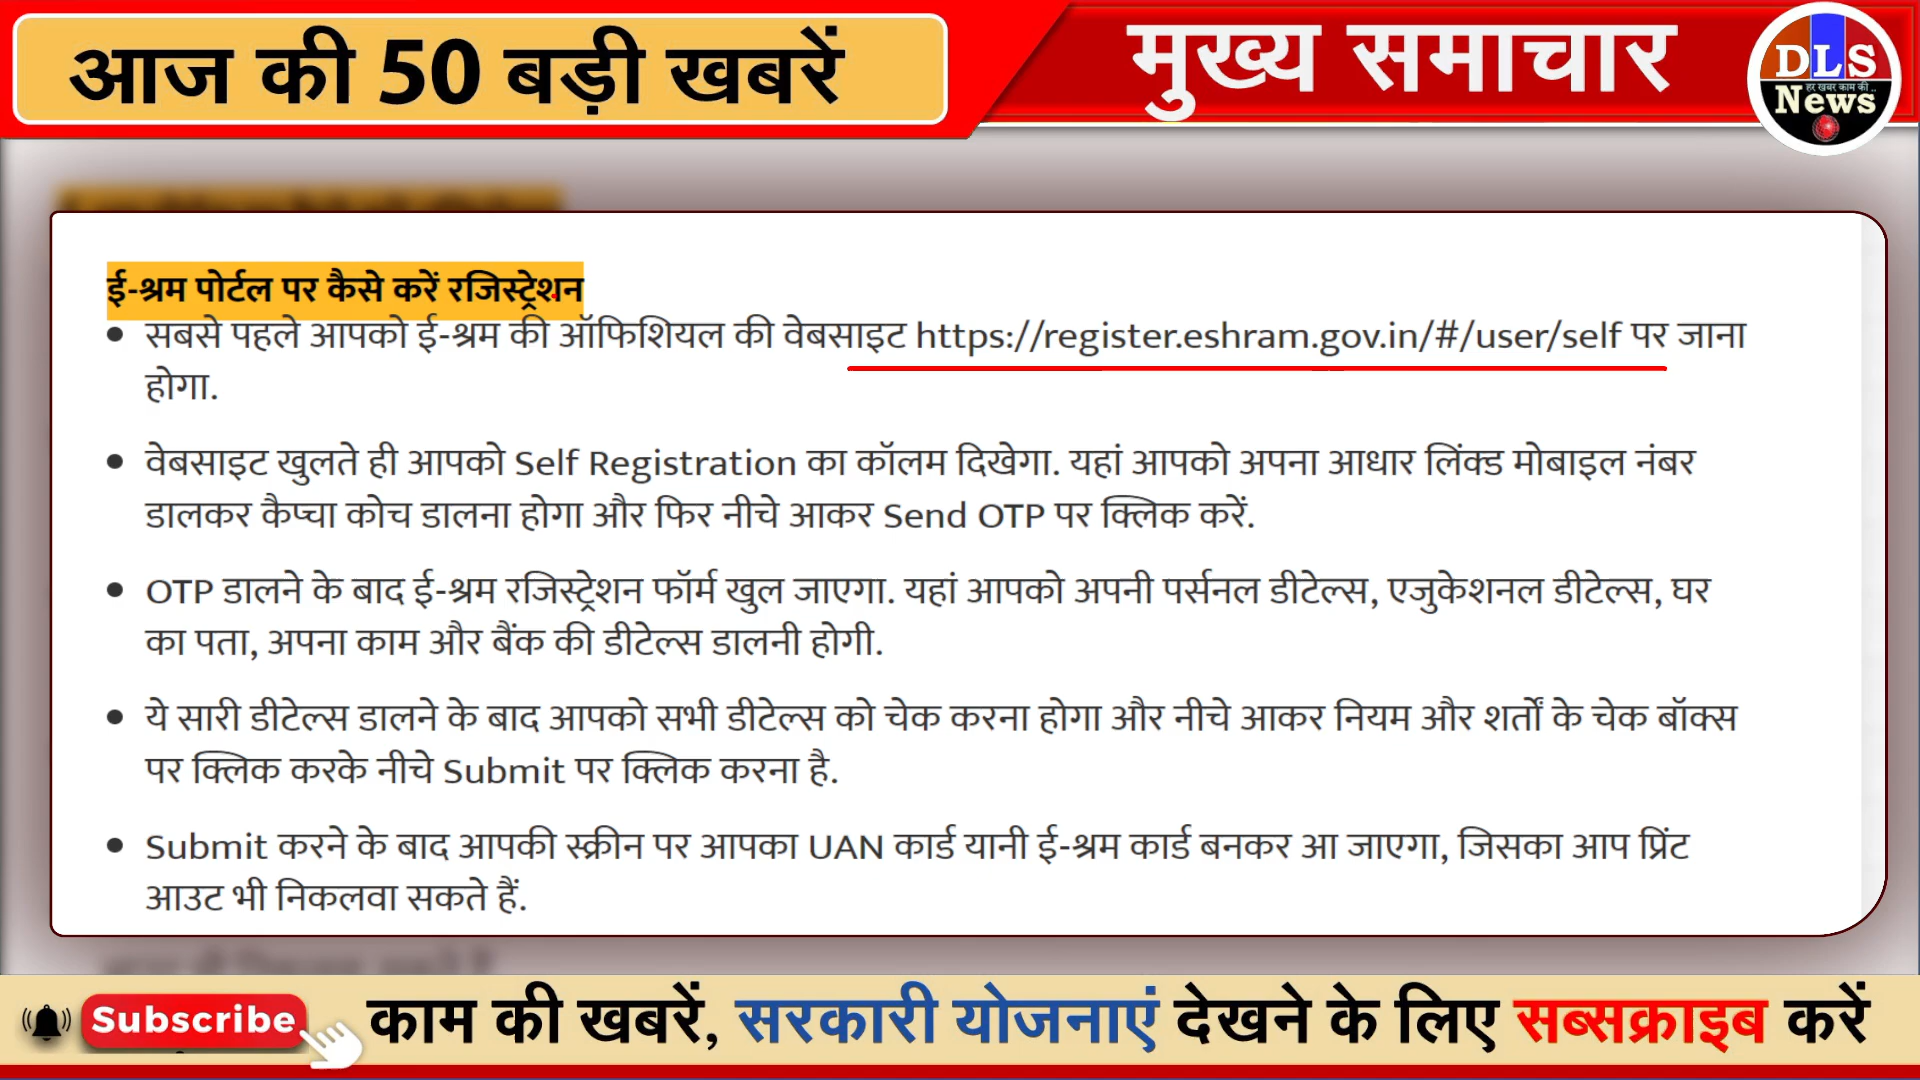 आज की 50 बड़ी खबरें
मुख्य समाचार
DLS
हर खबर काम की..
News
ई-श्रम पोर्टल पर कैसे करें रजिस्ट्रेशन
• सबसे पहले आपको ई-श्रम की ऑफिशियल की वेबसाइट https://register.eshram.gov.in/#/user/self पर जाना
होगा.
• वेबसाइट खुलते ही आपको Self Registration का कॉलम दिखेगा. यहां आपको अपना आधार लिंक्ड मोबाइल नंबर
डालकर कैप्चा कोच डालना होगा और फिर नीचे आकर Send OTP पर क्लिक करें.
• OTP डालने के बाद ई-श्रम रजिस्ट्रेशन फॉर्म खुल जाएगा. यहां आपको अपनी पर्सनल डीटेल्स, एजुकेशनल डीटेल्स, घर
का पता, अपना काम और बैंक की डीटेल्स डालनी होगी.
• ये सारी डीटेल्स डालने के बाद आपको सभी डीटेल्स को चेक करना होगा और नीचे आकर नियम और शर्तों के चेक बॉक्स
पर क्लिक करके नीचे Submit पर क्लिक करना है.
• Submit करने के बाद आपकी स्क्रीन पर आपका UAN कार्ड यानी ई-श्रम कार्ड बनकर आ जाएगा, जिसका आप प्रिंट
आउट भी निकलवा सकते हैं.
Subscribe
काम की खबरें, सरकारी योजनाएं देखने के लिए सब्सक्राइब करें